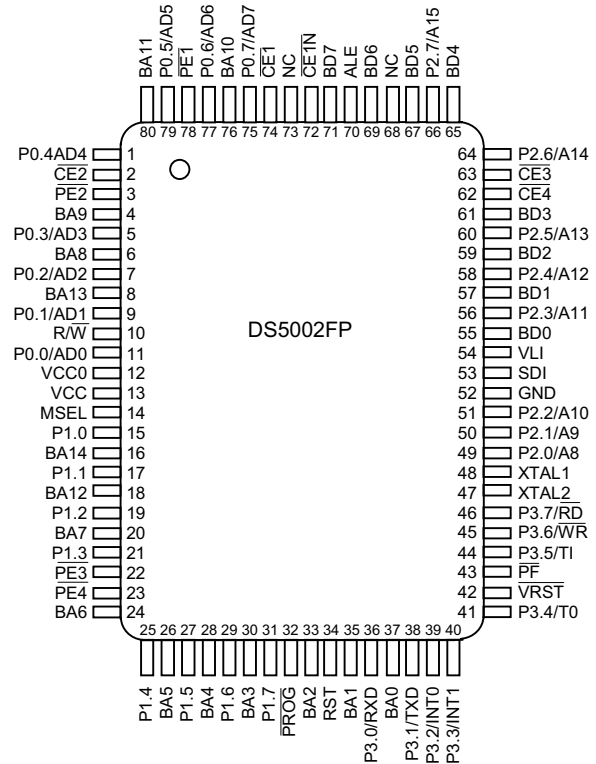 BA11
P0.5/AD5
PE1
P0.6/AD6
BA10
P0.7/AD7
CE1
NC
CE1N
BD7
ALE
BD6
NC
BD5
P2.7/A15
BD4
80 79 78 77 76 75 74 73 72 71 70 69 68 67 66 65
P0.4AD4 1
CE2 2
PE2 3
BA9 4
P0.3/AD3 5
BA8 6
P0.2/AD2 7
BA13 8
P0.1/AD1 9
R/W 10
P0.0/AD0 11
VCC0 12
VCC 13
MSEL 14
P1.0 15
BA14 16
P1.1 17
BA12 18
P1.2 19
BA7 20
P1.3 21
PE3 22
PE4 23
BA6 24
DS5002FP
64 P2.6/A14
63 CE3
62 CE4
61 BD3
60 P2.5/A13
59 BD2
58 P2.4/A12
57 BD1
56 P2.3/A11
55 BD0
54 VLI
53 SDI
52 GND
51 P2.2/A10
50 P2.1/A9
49 P2.0/A8
48 XTAL1
47 XTAL2
46 P3.7/RD
45 P3.6/WR
44 P3.5/TI
43 PF
42 VRST
41 P3.4/T0
25 26 27 28 29 30 31 32 33 34 35 36 37 38 39 40
P1.4
BA5
P1.5
BA4
P1.6
BA3
P1.7
PROG
BA2
RST
BA1
P3.0/RXD
BA0
P3.1/TXD
P3.2/INT0
P3.3/INT1